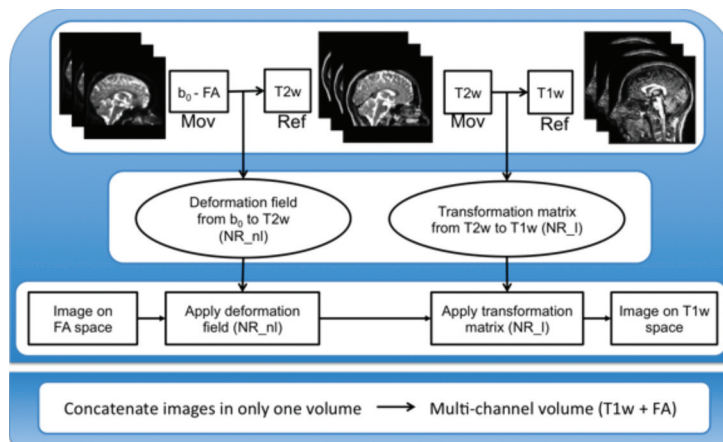 b₀ - FA
T2w
T2w
T1w
Mov
Ref
Mov
Ref
Deformation field
from b₀ to T2w
(NR_nl)
Transformation matrix
from T2w to T1w (NR_l)
Image on
FA space
Apply deformation
field (NR_nl)
Apply transformation
matrix (NR_l)
Image on T1w
space
Concatenate images in only one volume → Multi-channel volume (T1w + FA)